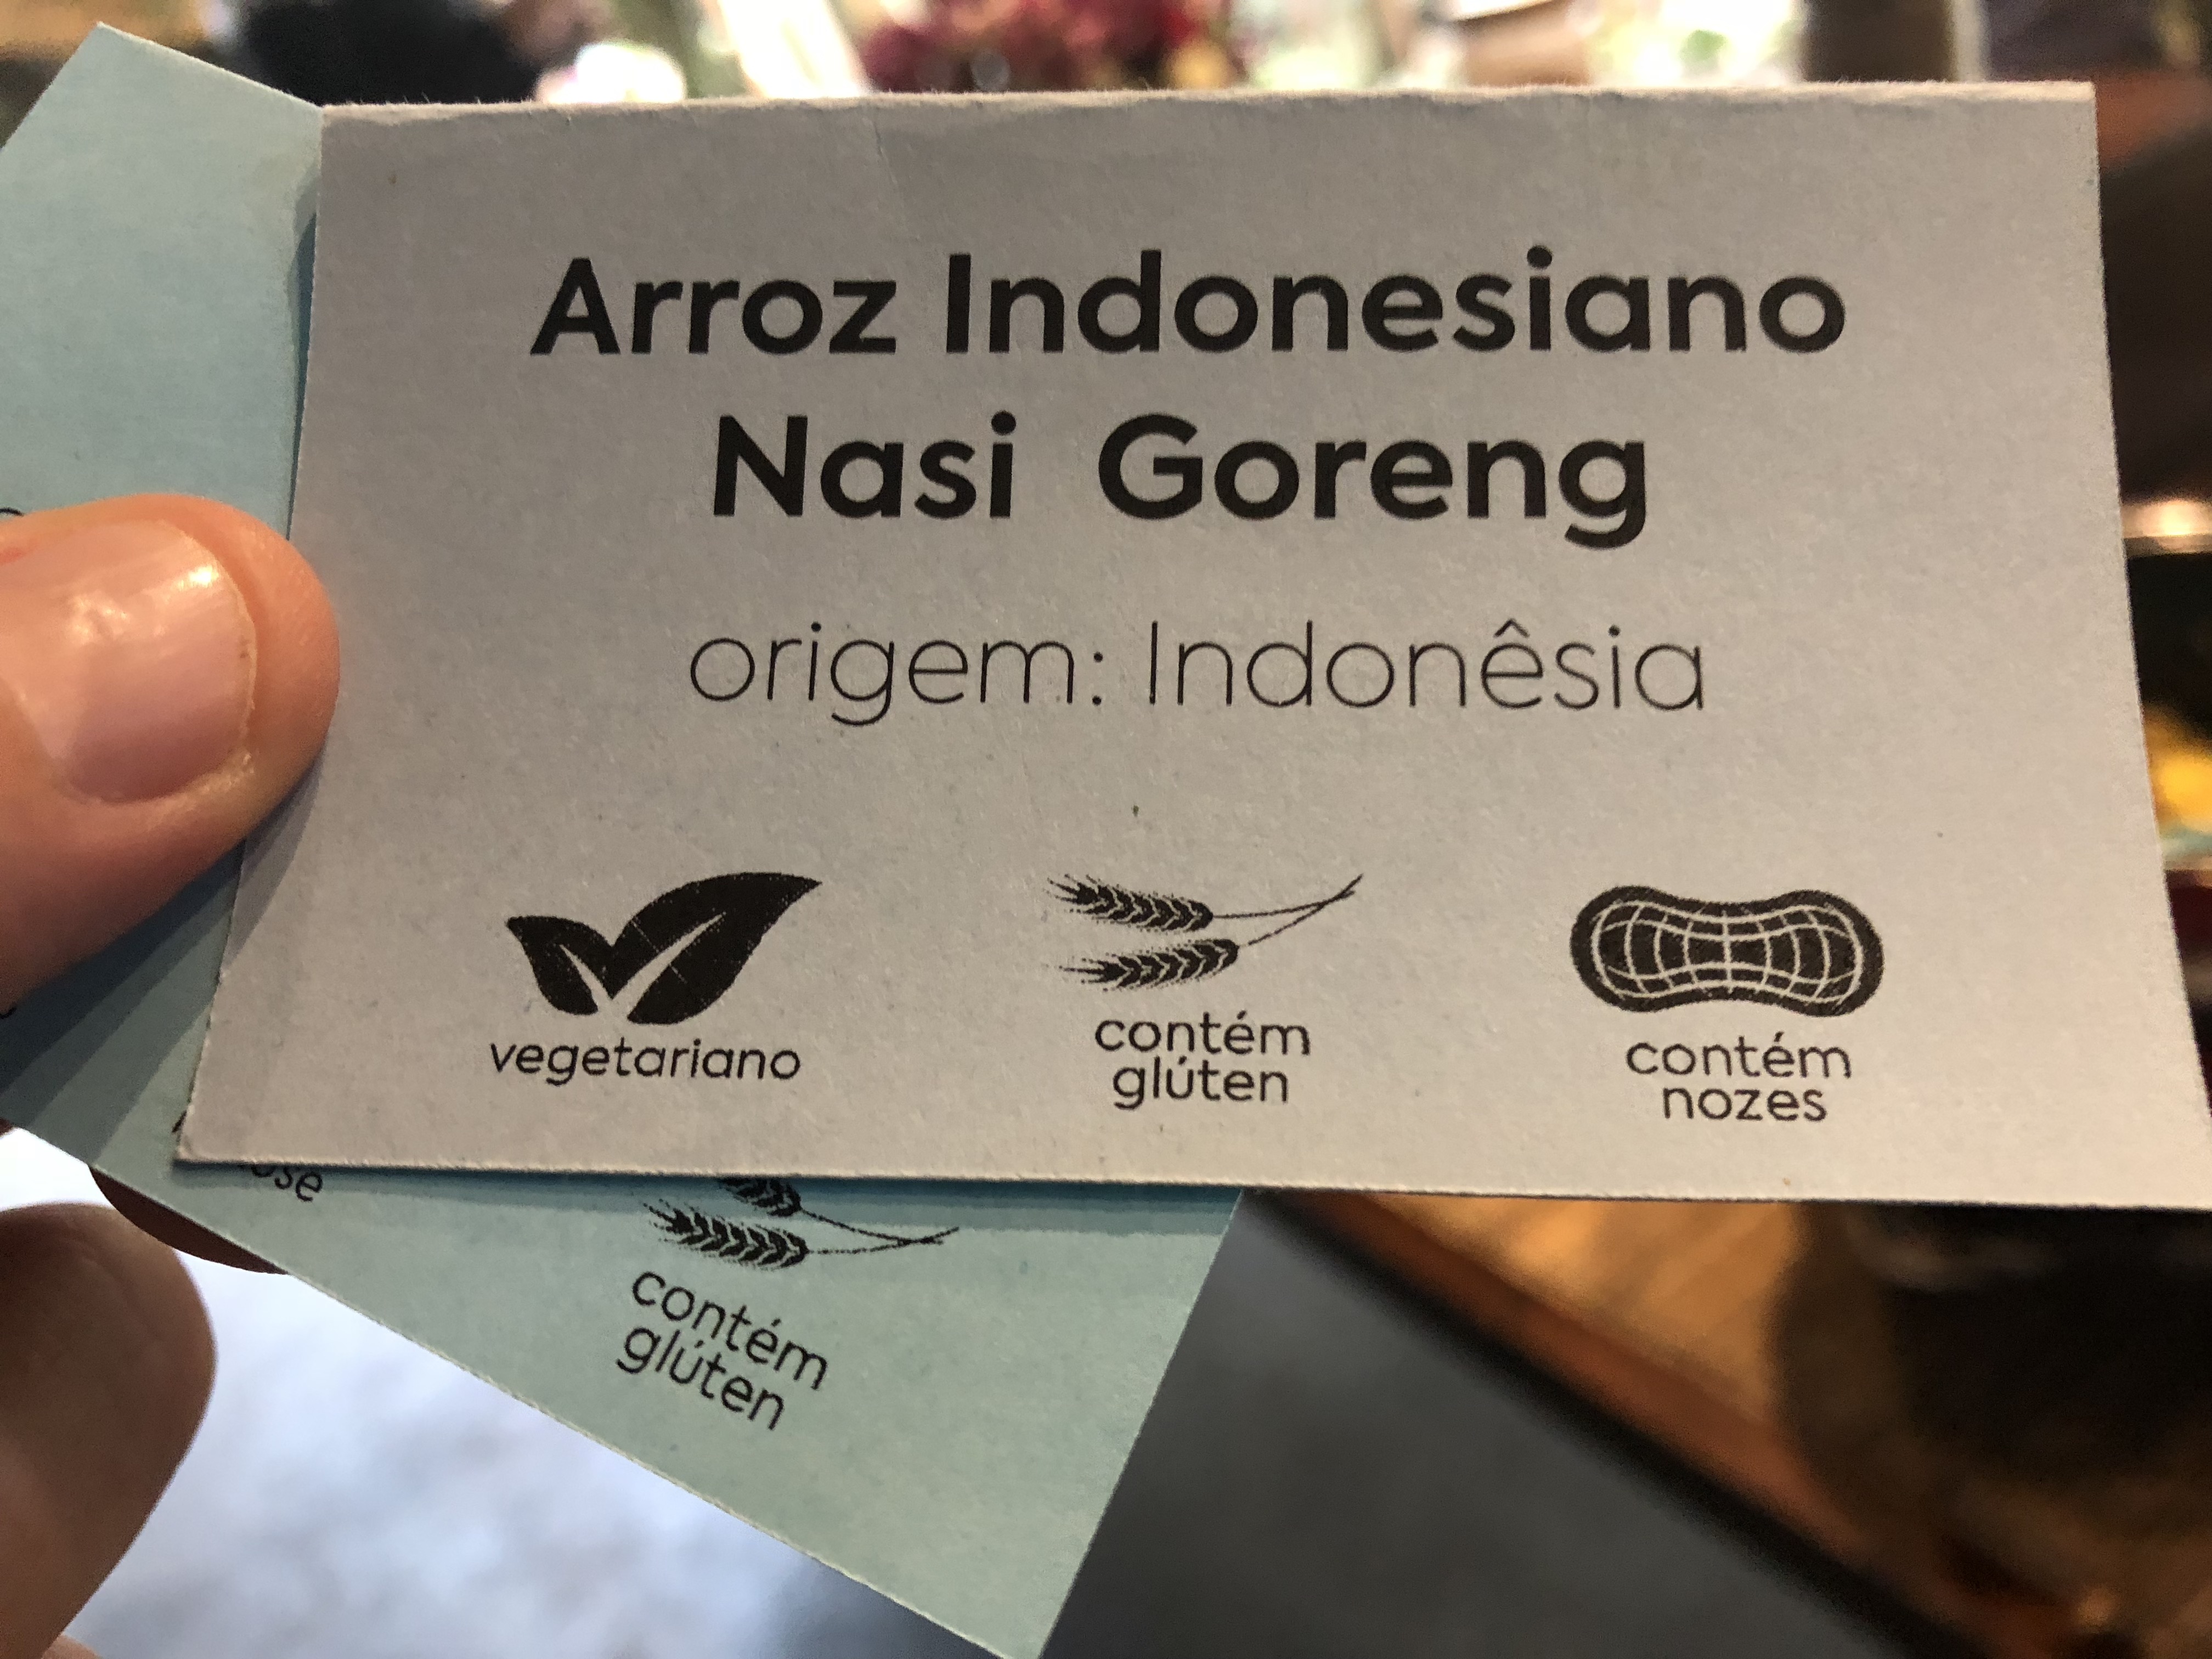 Arroz Indonesiano
Nasi Goreng
origem: Indonêsia
vegetariano
contém
glúten
contém
nozes
contém
glúten